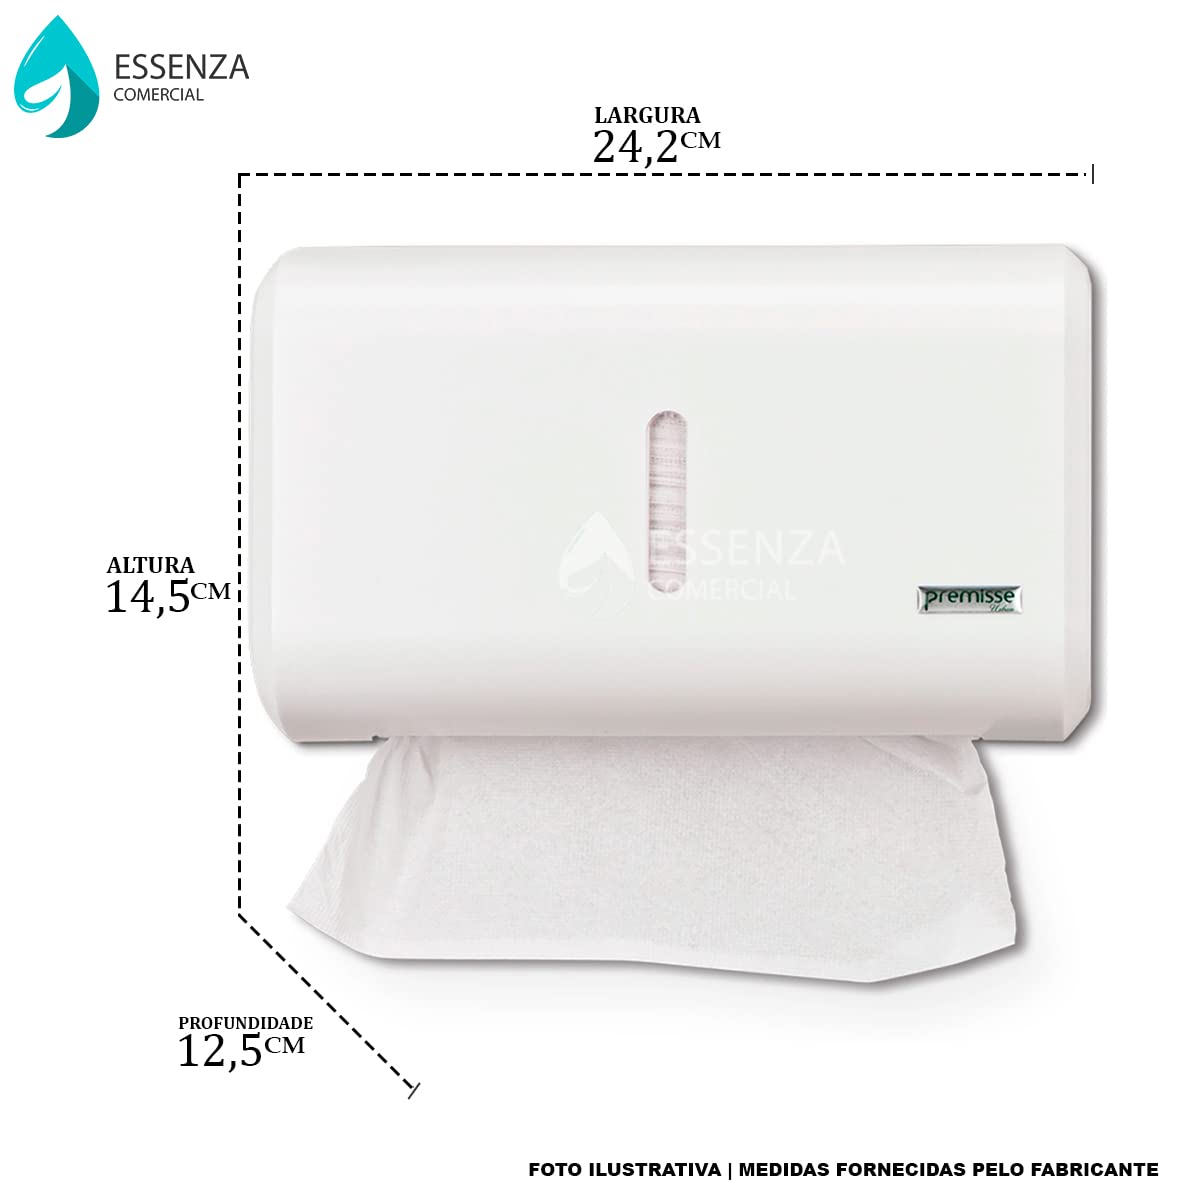 ESSENZA
COMERCIAL
LARGURA
24,2CM
ALTURA
14,5CM
ESSENZA
COMERCIAL
premisse
Urban
PROFUNDIDADE
12,5CM
FOTO ILUSTRATIVA | MEDIDAS FORNECIDAS PELO FABRICANTE